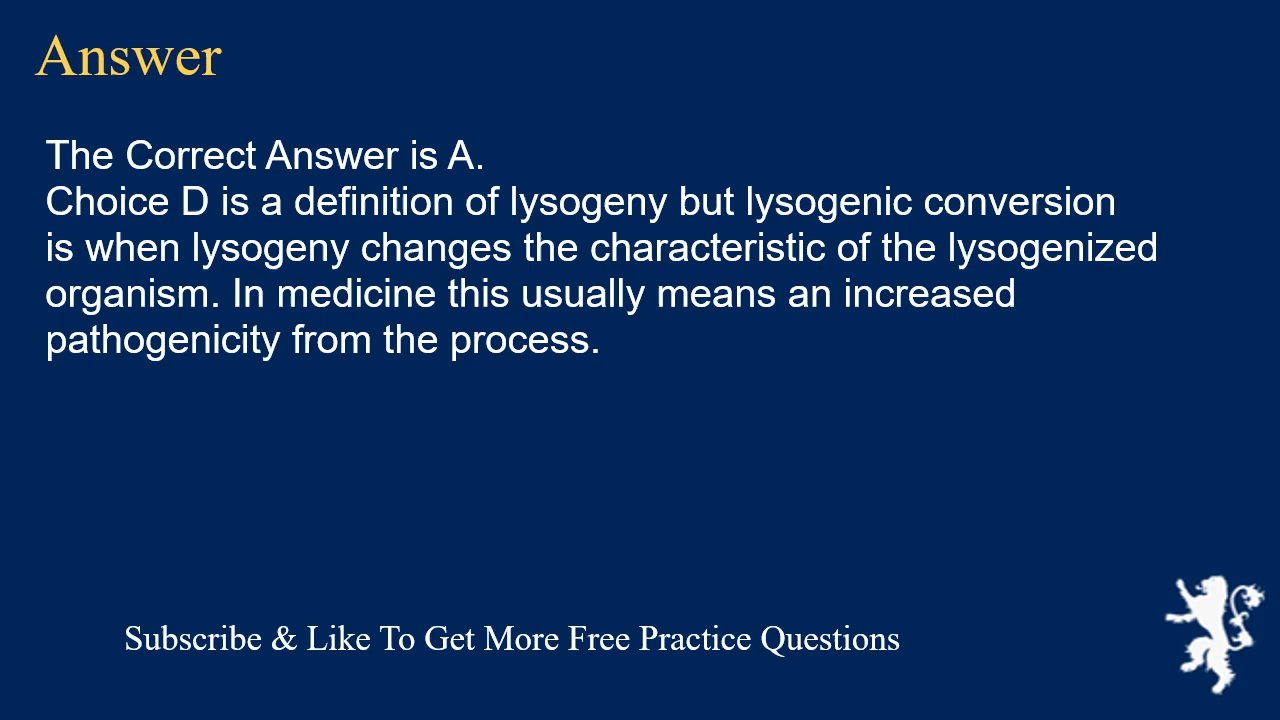 Answer
The Correct Answer is A.
Choice D is a definition of lysogeny but lysogenic conversion
is when lysogeny changes the characteristic of the lysogenized
organism. In medicine this usually means an increased
pathogenicity from the process.
Subscribe & Like To Get More Free Practice Questions